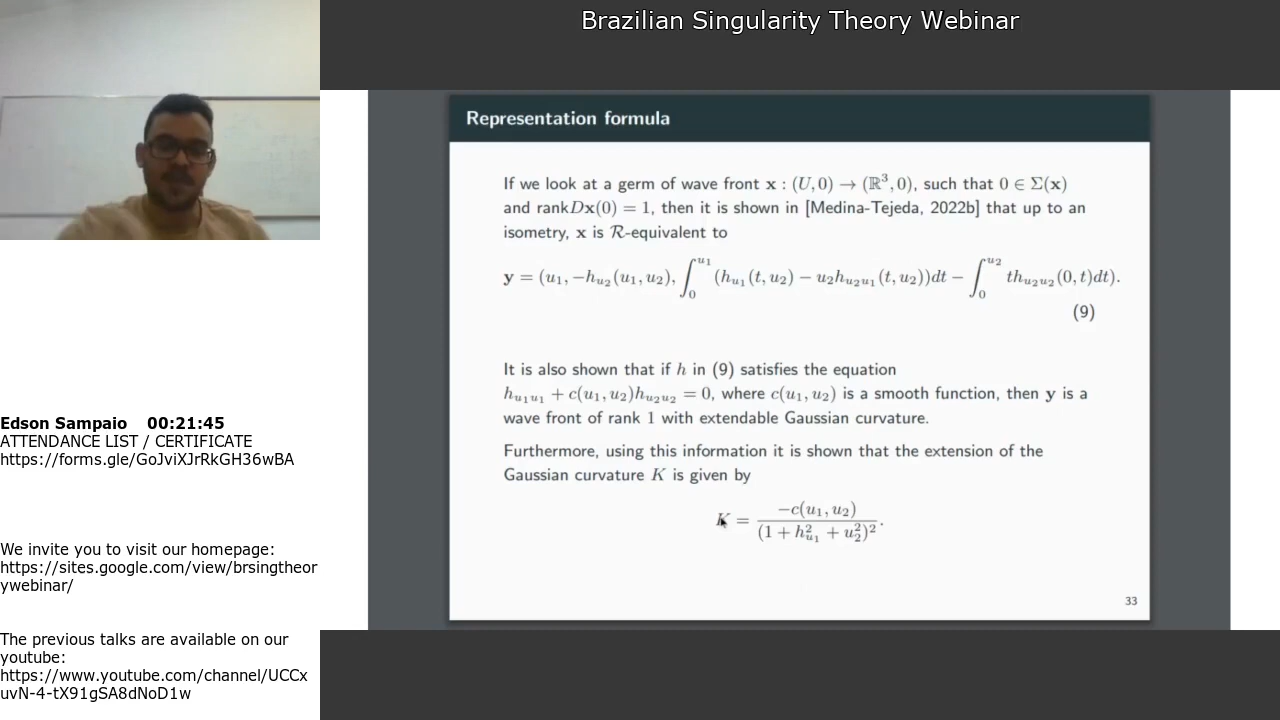 Brazilian Singularity Theory Webinar
Representation formula
If we look at a germ of wave front x : (U, 0) → (ℝ³, 0), such that 0 ∈ Σ(x)
and rankDx(0) = 1, then it is shown in [Medina-Tejeda, 2022b] that up to an
isometry, x is ℛ-equivalent to
y = (u₁, −h_{u₂}(u₁, u₂), ∫₀^{u₁} (h_{u₁}(t, u₂) − u₂h_{u₂u₁}(t, u₂))dt − ∫₀^{u₂} th_{u₂u₂}(0, t)dt).
(9)
It is also shown that if h in (9) satisfies the equation
h_{u₁u₁} + c(u₁, u₂)h_{u₂u₂} = 0, where c(u₁, u₂) is a smooth function, then y is a
wave front of rank 1 with extendable Gaussian curvature.
Furthermore, using this information it is shown that the extension of the
Gaussian curvature K is given by
K = −c(u₁, u₂) / (1 + h²_{u₁} + u₂²)².
33
Edson Sampaio 00:21:45
ATTENDANCE LIST / CERTIFICATE
https://forms.gle/GoJviXJrRkGH36wBA
We invite you to visit our homepage:
https://sites.google.com/view/brsingtheor
ywebinar/
The previous talks are available on our
youtube:
https://www.youtube.com/channel/UCCx
uvN-4-tX91gSA8dNoD1w